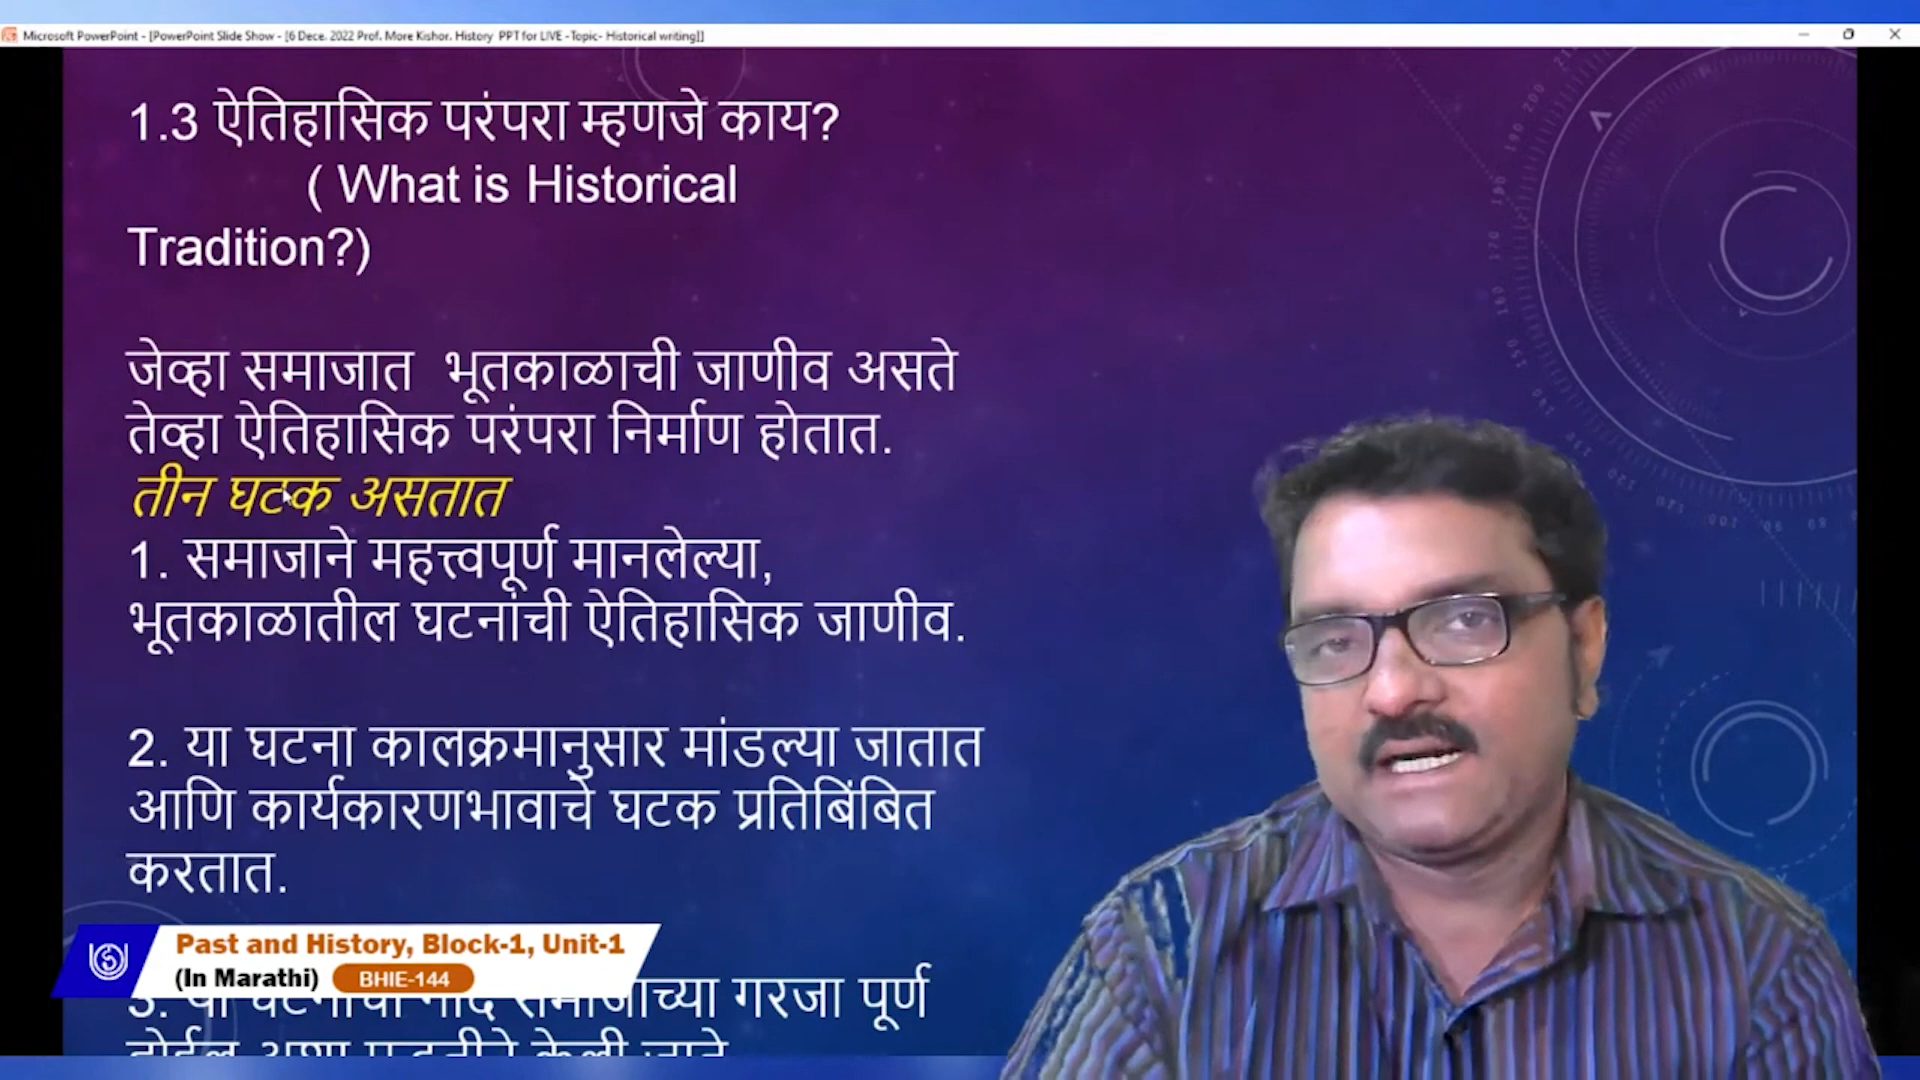 Microsoft PowerPoint - [PowerPoint Slide Show - [6 Dece. 2022 Prof. More Kishor. History PPT for LIVE -Topic- Historical writing]]
1.3 ऐतिहासिक परंपरा म्हणजे काय?
( What is Historical
Tradition?)
जेव्हा समाजात भूतकाळाची जाणीव असते
तेव्हा ऐतिहासिक परंपरा निर्माण होतात.
तीन घटक असतात
1. समाजाने महत्त्वपूर्ण मानलेल्या,
भूतकाळातील घटनांची ऐतिहासिक जाणीव.
2. या घटना कालक्रमानुसार मांडल्या जातात
आणि कार्यकारणभावाचे घटक प्रतिबिंबित
करतात.
Past and History, Block-1, Unit-1
(In Marathi) BHIE-144
गरजा पूर्ण